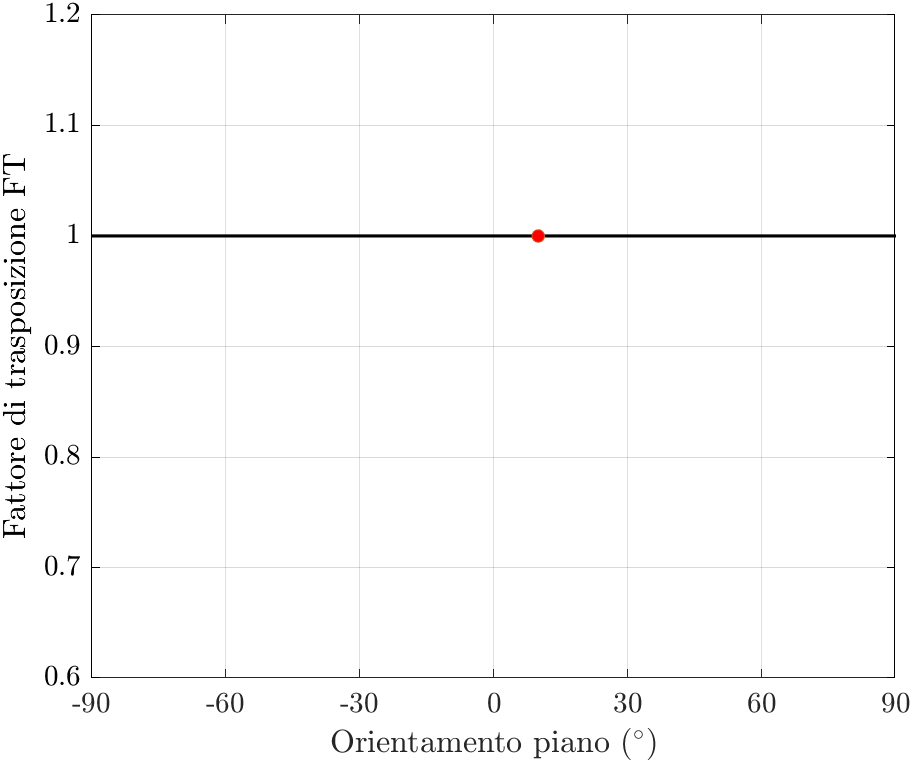 1.2
1.1
1
0.9
0.8
0.7
0.6
Fattore di trasposizione FT
-90 -60 -30 0 30 60 90
Orientamento piano (°)